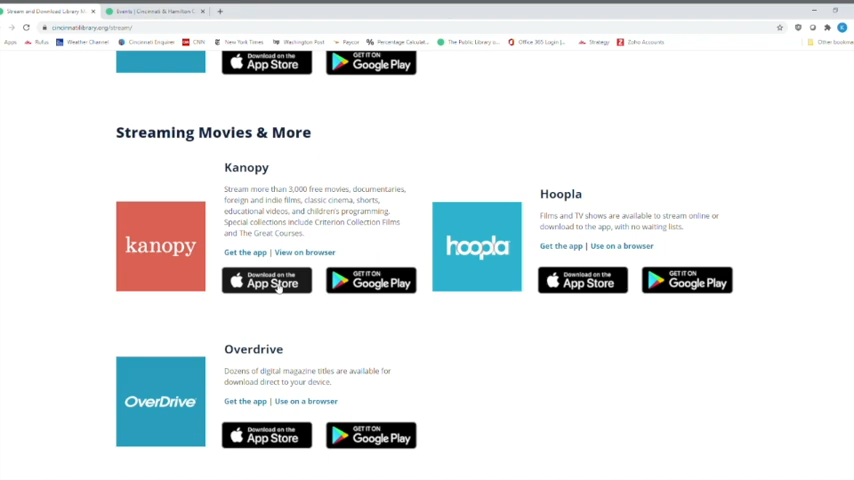 Stream and Download Library M
Events | Cincinnati & Hamilton C
cincinnatilibrary.org/stream/
Apps Rufus Weather Channel Cincinnati Enquirer CNN New York Times Washington Post Kaycor Percentage Calculat... The Public Library o... Office 365 Login |... Strategy Zoho Accounts Other bookma
Download on the App Store
GET IT ON Google Play
Streaming Movies & More
Kanopy
Stream more than 3,000 free movies, documentaries,
foreign and indie films, classic cinema, shorts,
educational videos, and children's programming.
Special collections include Criterion Collection Films
and The Great Courses.
Get the app | View on browser
kanopy
Download on the App Store
GET IT ON Google Play
Hoopla
Films and TV shows are available to stream online or
download to the app, with no waiting lists.
Get the app | Use on a browser
hoopla
Download on the App Store
GET IT ON Google Play
Overdrive
Dozens of digital magazine titles are available for
download direct to your device.
Get the app | Use on a browser
OverDrive
Download on the App Store
GET IT ON Google Play